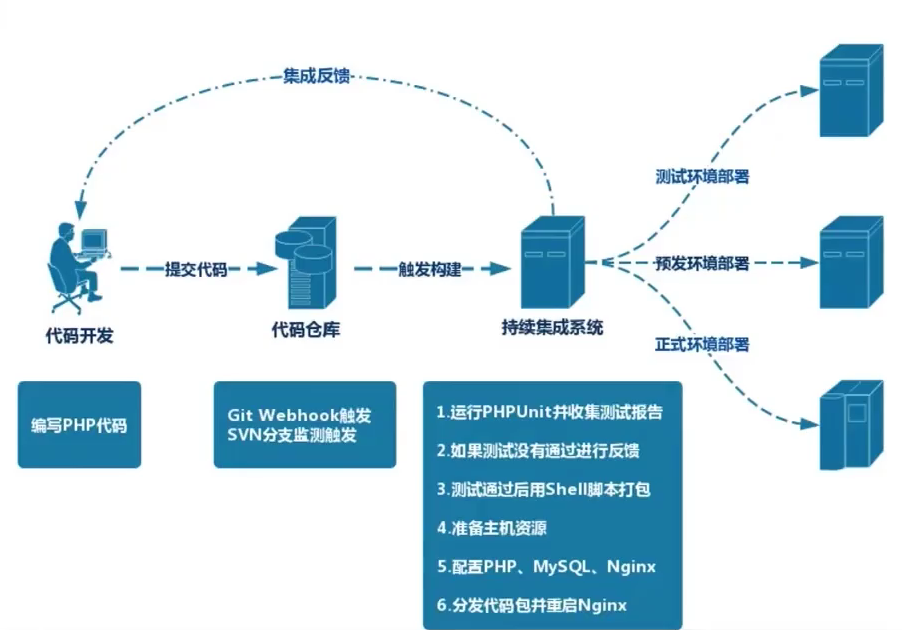 集成反馈
测试环境部署
提交代码
触发构建
预发环境部署
代码开发
代码仓库
持续集成系统
正式环境部署
编写PHP代码
Git Webhook触发
SVN分支监测触发
1.运行PHPUnit并收集测试报告
2.如果测试没有通过进行反馈
3.测试通过后用Shell脚本打包
4.准备主机资源
5.配置PHP、MySQL、Nginx
6.分发代码包并重启Nginx